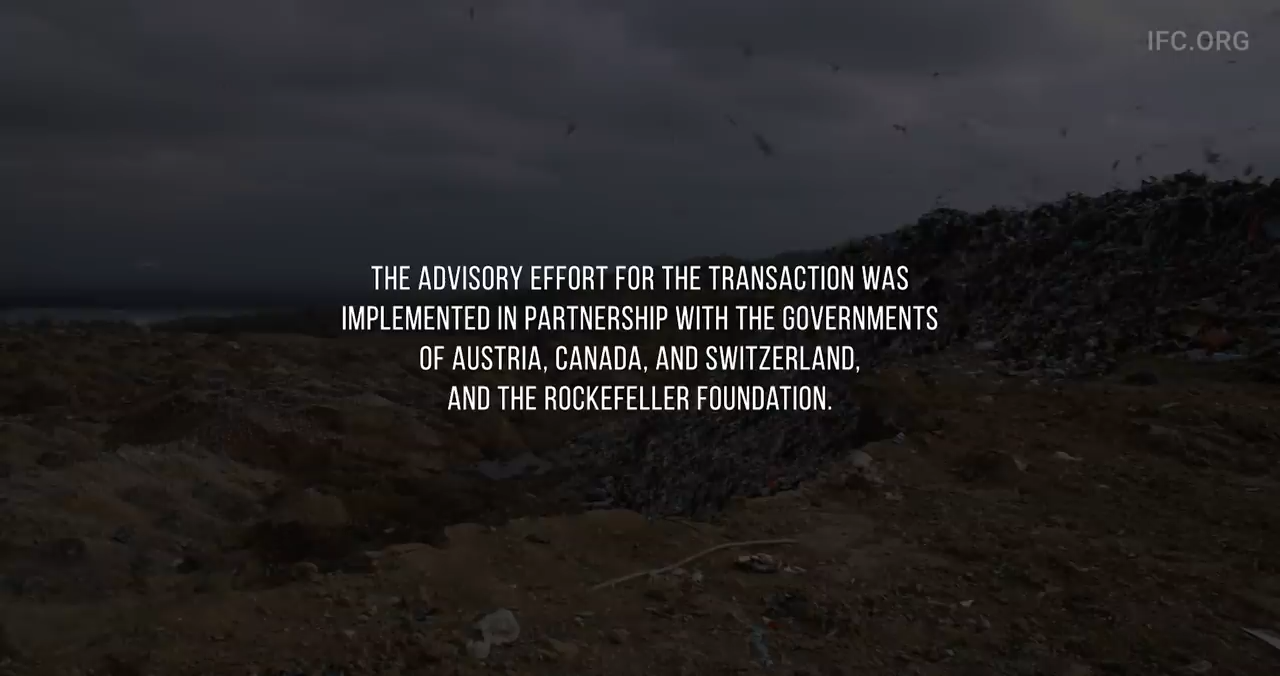 IFC.ORG
THE ADVISORY EFFORT FOR THE TRANSACTION WAS
IMPLEMENTED IN PARTNERSHIP WITH THE GOVERNMENTS
OF AUSTRIA, CANADA, AND SWITZERLAND,
AND THE ROCKEFELLER FOUNDATION.